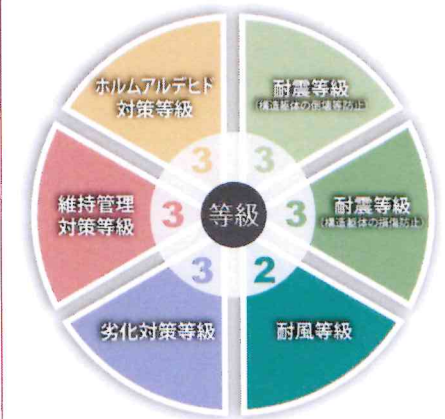 ホルムアルデヒド
対策等級
3
耐震等級
(構造躯体の倒壊等防止)
3
維持管理
対策等級
3
等級
3
耐震等級
(構造躯体の損傷防止)
3
劣化対策等級
2
耐風等級